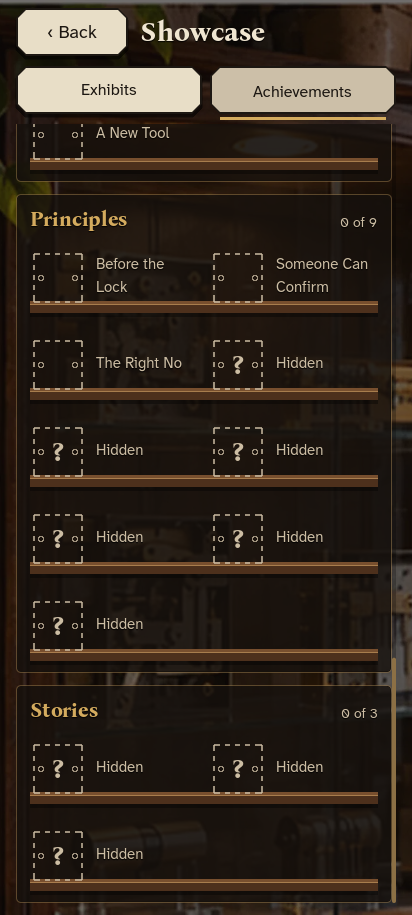 ‹ Back
Showcase
Exhibits
Achievements
A New Tool
Principles
0 of 9
Before the
Lock
Someone Can
Confirm
The Right No
?
Hidden
?
Hidden
?
Hidden
?
Hidden
?
Hidden
?
Hidden
Stories
0 of 3
?
Hidden
?
Hidden
?
Hidden